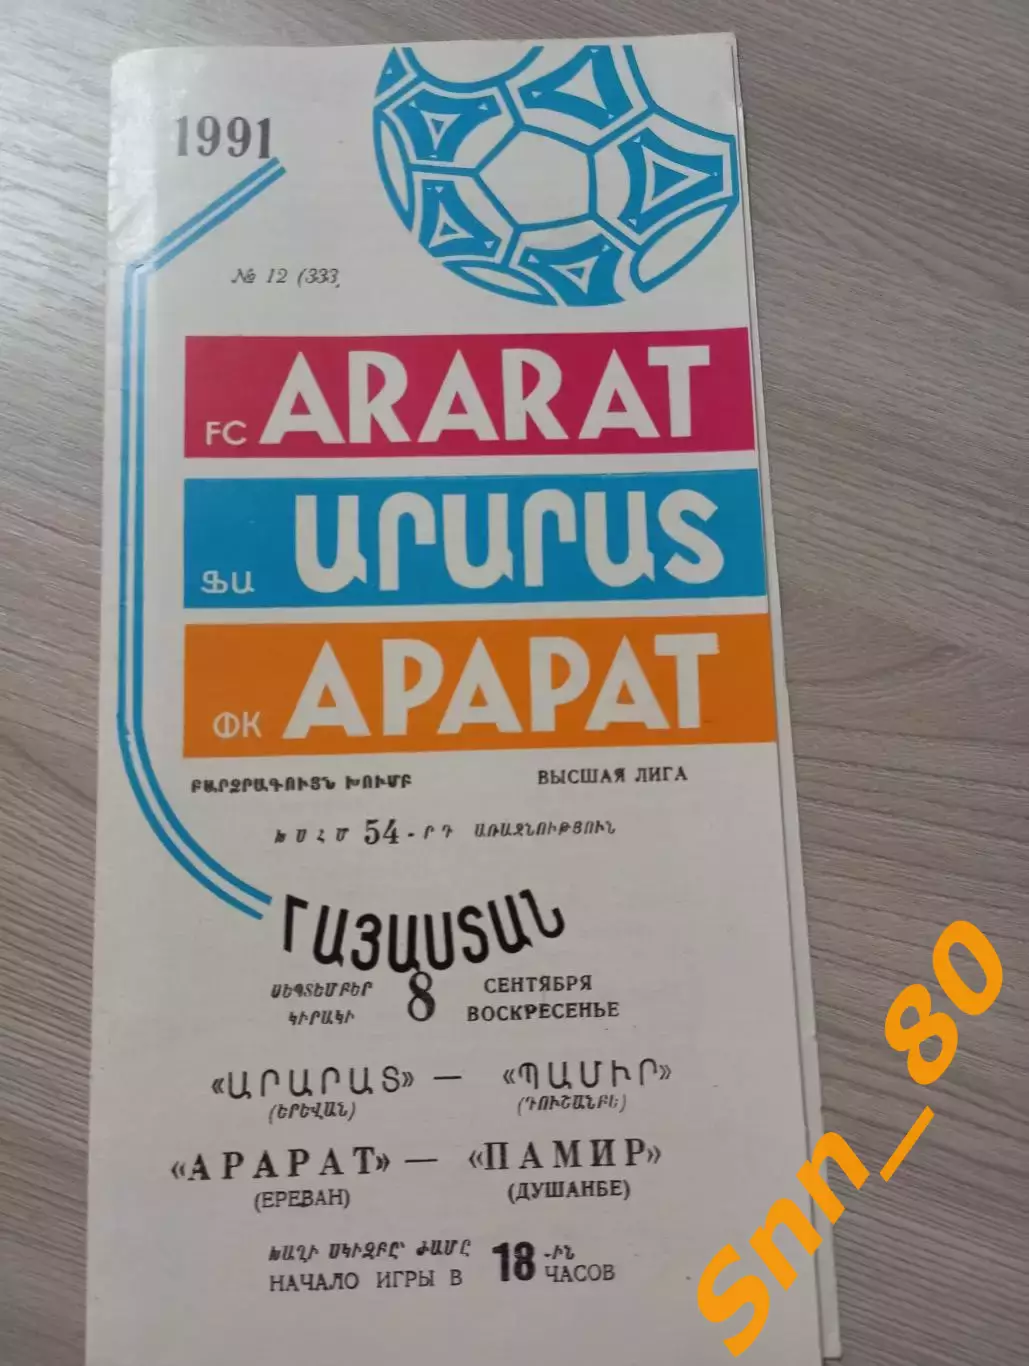 1991
№ 12 (333)
FC ARARAT
ՖԱ ԱՐԱՐԱՏ
ФК АРАРАТ
ԲԱՐՁՐԱԳՈՒՅՆ ԽՈՒՄԲ ВЫСШАЯ ЛИГА
ԽՍՀՄ 54-ՐԴ ԱՌԱՋՆՈՒԹՅՈՒՆ
ՀԱՅԱՍՏԱՆ
ՍԵՊՏԵՄԲԵՐ 8 СЕНТЯБРЯ
ԿԻՐԱԿԻ ВОСКРЕСЕНЬЕ
«ԱՐԱՐԱՏ» — «ՊԱՄԻՐ»
(ԵՐԵՎԱՆ) (ԴՈՒՇԱՆԲԵ)
«АРАРАТ» — «ПАМИР»
(ЕРЕВАН) (ДУШАНБЕ)
ԽԱՂԻ ՍԿԻԶԲԸ ԺԱՄԸ 18 -ԻՆ
НАЧАЛО ИГРЫ В ЧАСОВ
Snn_80